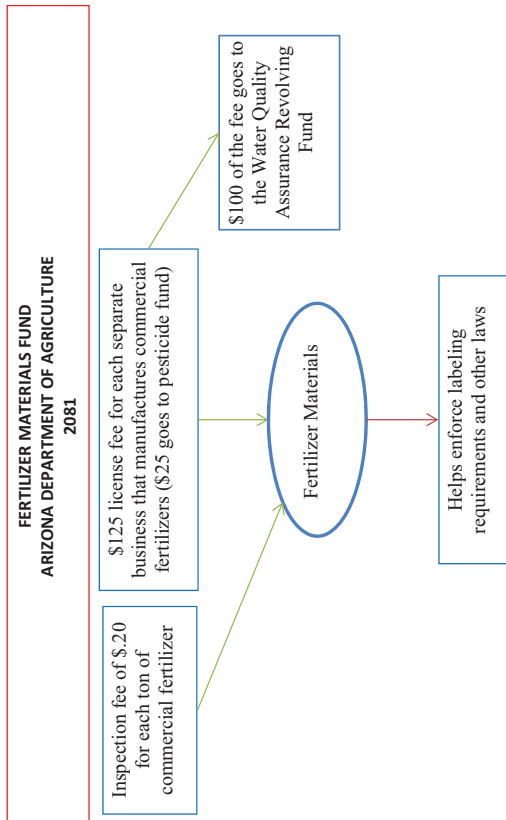 FERTILIZER MATERIALS FUND
ARIZONA DEPARTMENT OF AGRICULTURE
2081
Inspection fee of $.20
for each ton of
commercial fertilizer
$125 license fee for each separate
business that manufactures commercial
fertilizers ($25 goes to pesticide fund)
$100 of the fee goes to
the Water Quality
Assurance Revolving
Fund
Fertilizer Materials
Helps enforce labeling
requirements and other laws